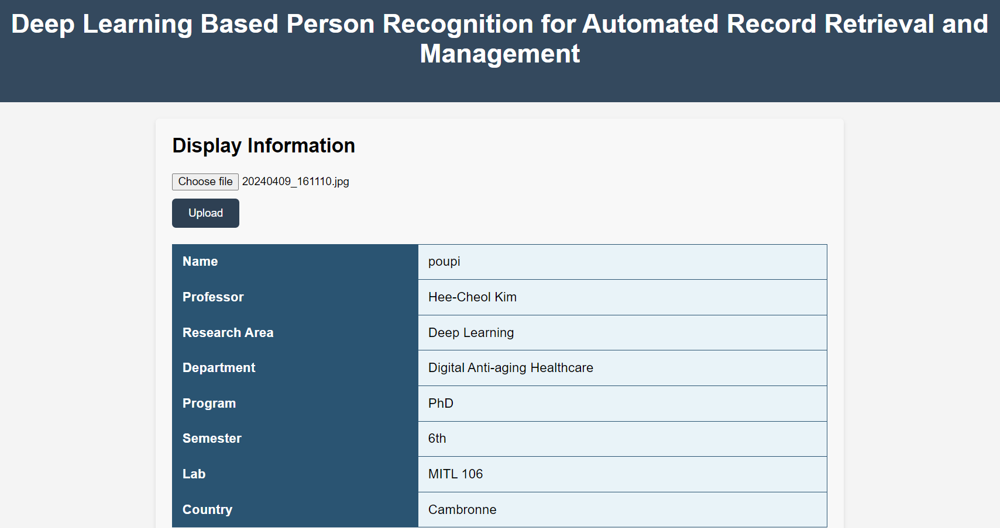 Deep Learning Based Person Recognition for Automated Record Retrieval and
Management
Display Information
Choose file 20240409_161110.jpg
Upload
Name poupi
Professor Hee-Cheol Kim
Research Area Deep Learning
Department Digital Anti-aging Healthcare
Program PhD
Semester 6th
Lab MITL 106
Country Cambronne